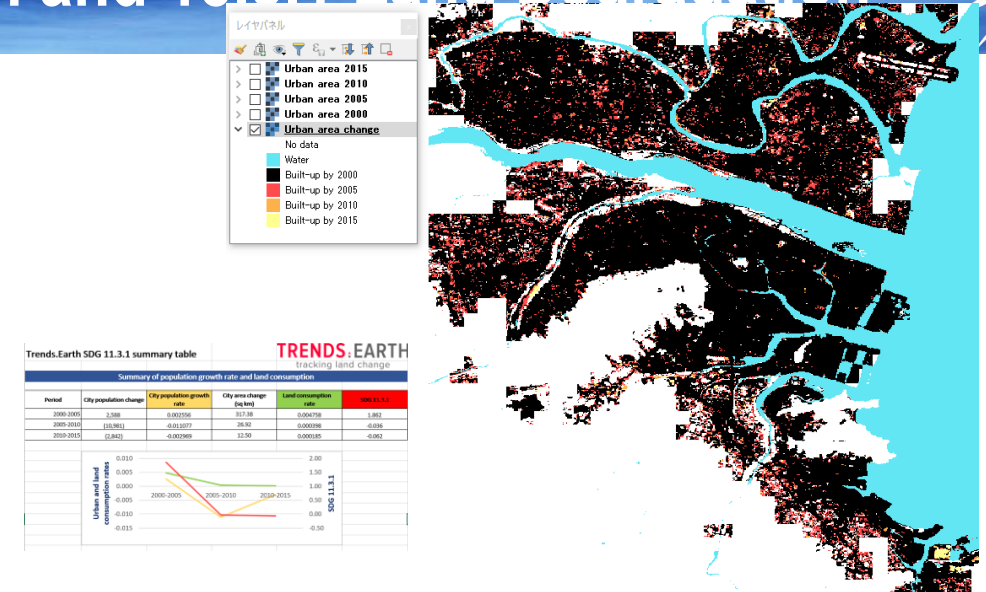 レイヤパネル
Urban area 2015
Urban area 2010
Urban area 2005
Urban area 2000
Urban area change
No data
Water
Built-up by 2000
Built-up by 2005
Built-up by 2010
Built-up by 2015
Trends.Earth SDG 11.3.1 summary table
TRENDS.EARTH
tracking land change
Summary of population growth rate and land consumption
Period City population change City population growth rate City area change (sq km) Land consumption rate SDG 11.3.1
2000-2005 2,588 0.002556 317.38 0.004758 1.862
2005-2010 (10,981) -0.011077 26.92 0.000398 -0.036
2010-2015 (2,842) -0.002969 12.50 0.000185 -0.062
Urban and land consumption rates
0.010
0.005
0.000
-0.005
-0.010
-0.015
2000-2005 2005-2010 2010-2015
2.00
1.50
1.00
0.50
0.00
-0.50
SDG 11.3.1